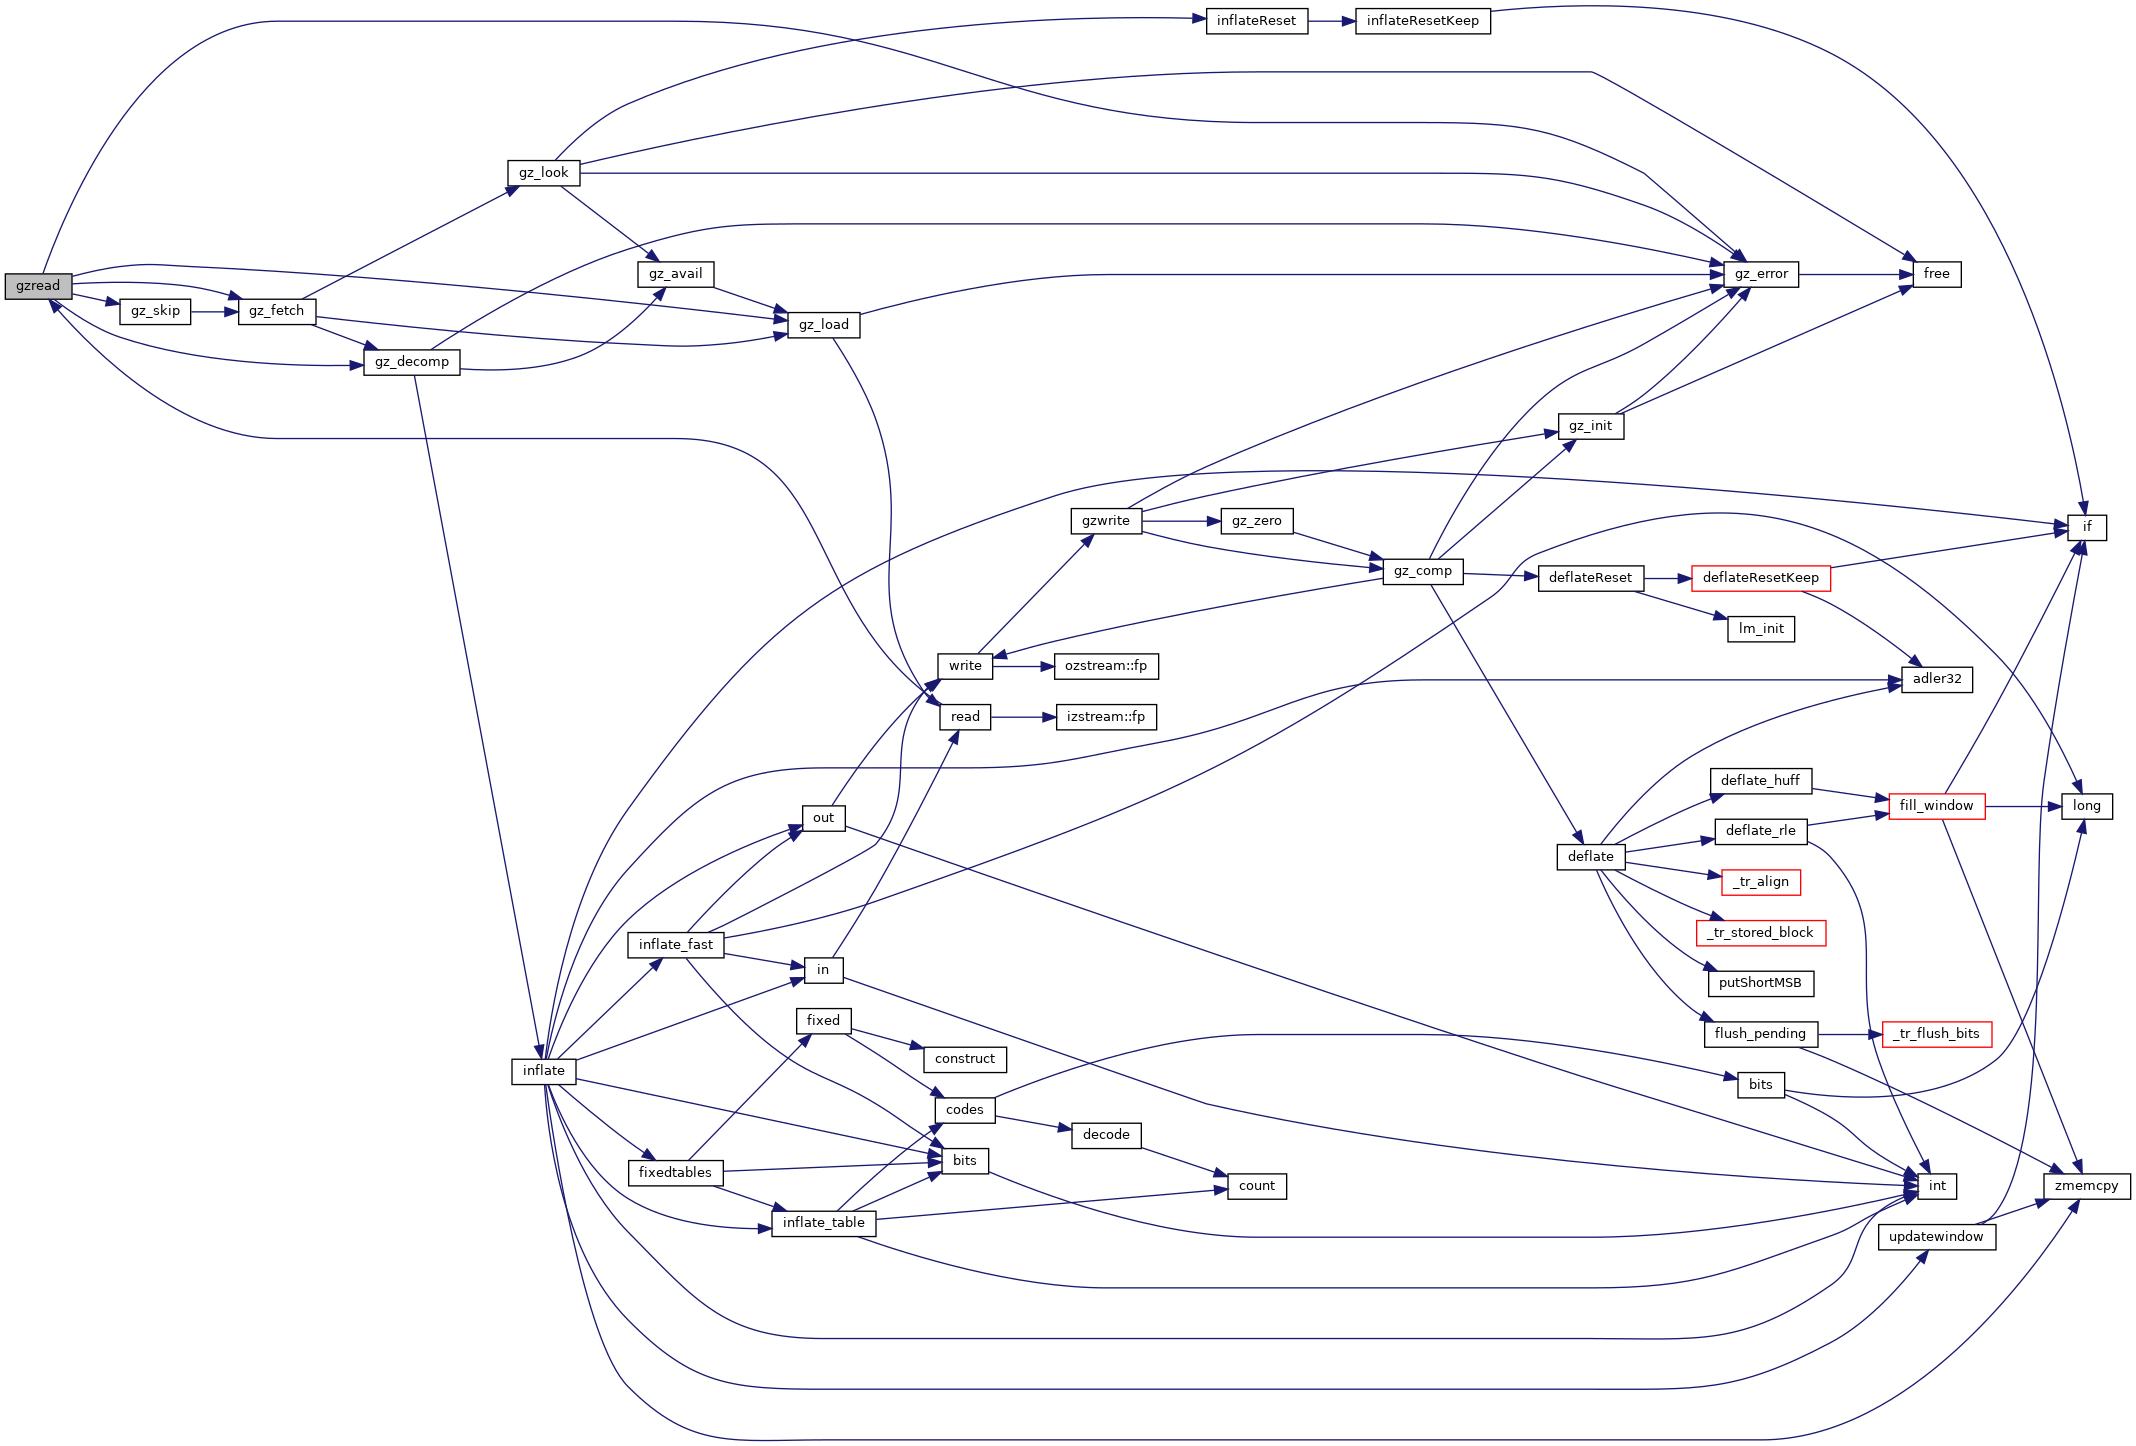 inflateReset
inflateResetKeep
gz_look
gzread
gz_skip
gz_fetch
gz_avail
gz_error
free
gz_load
gz_decomp
gz_init
gzwrite
gz_zero
if
gz_comp
deflateReset
deflateResetKeep
lm_init
write
ozstream::fp
adler32
read
izstream::fp
deflate_huff
fill_window
long
out
deflate_rle
deflate
_tr_align
_tr_stored_block
inflate_fast
in
putShortMSB
fixed
flush_pending
_tr_flush_bits
construct
inflate
bits
codes
decode
bits
fixedtables
count
int
zmemcpy
inflate_table
updatewindow